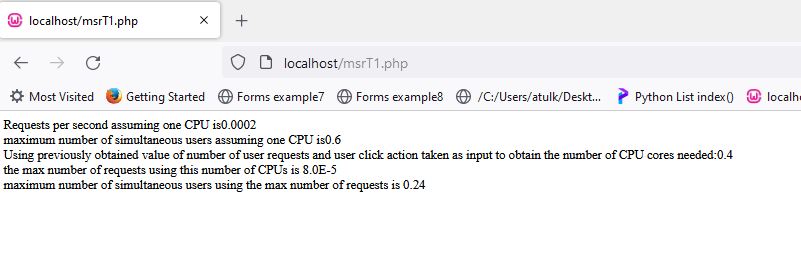 localhost/msrT1.php
localhost/msrT1.php
Most Visited Getting Started Forms example7 Forms example8 /C:/Users/atulk/Deskt... Python List index() localh
Requests per second assuming one CPU is0.0002
maximum number of simultaneous users assuming one CPU is0.6
Using previously obtained value of number of user requests and user click action taken as input to obtain the number of CPU cores needed:0.4
the max number of requests using this number of CPUs is 8.0E-5
maximum number of simultaneous users using the max number of requests is 0.24